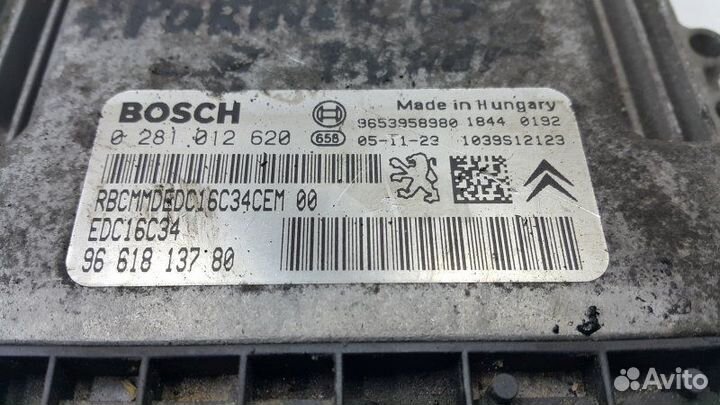 BOSCH
Made in Hungary
0 281 012 620
658
9653958980 1844 0192
05-11-23 1039S12123
RBCMMDEDC16C34CEM 00
EDC16C34
96 618 137 80
Avito